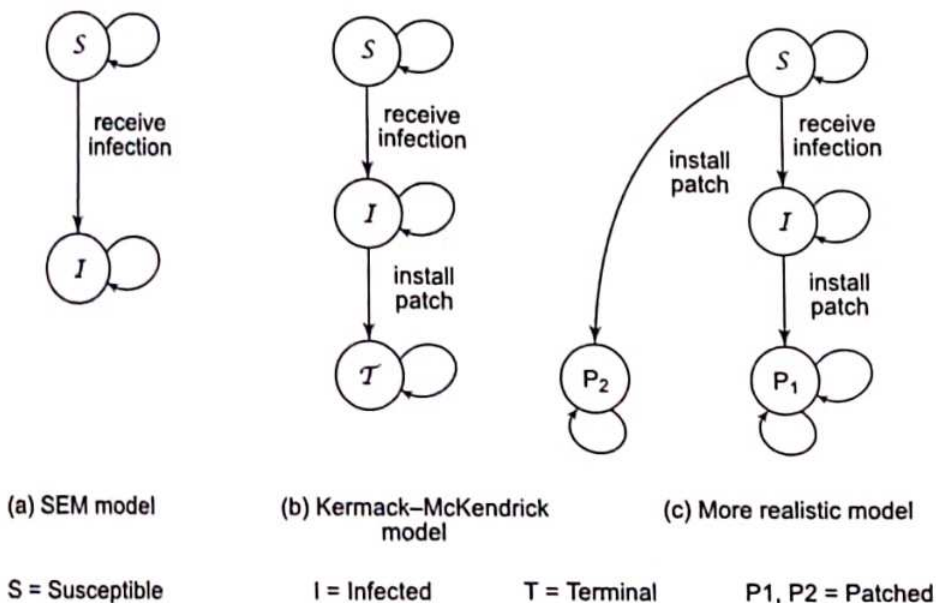 S
receive
infection
I
S
receive
infection
I
install
patch
T
S
install
patch
receive
infection
I
install
patch
P2
P1
(a) SEM model
(b) Kermack–McKendrick
model
(c) More realistic model
S = Susceptible
I = Infected
T = Terminal
P1, P2 = Patched